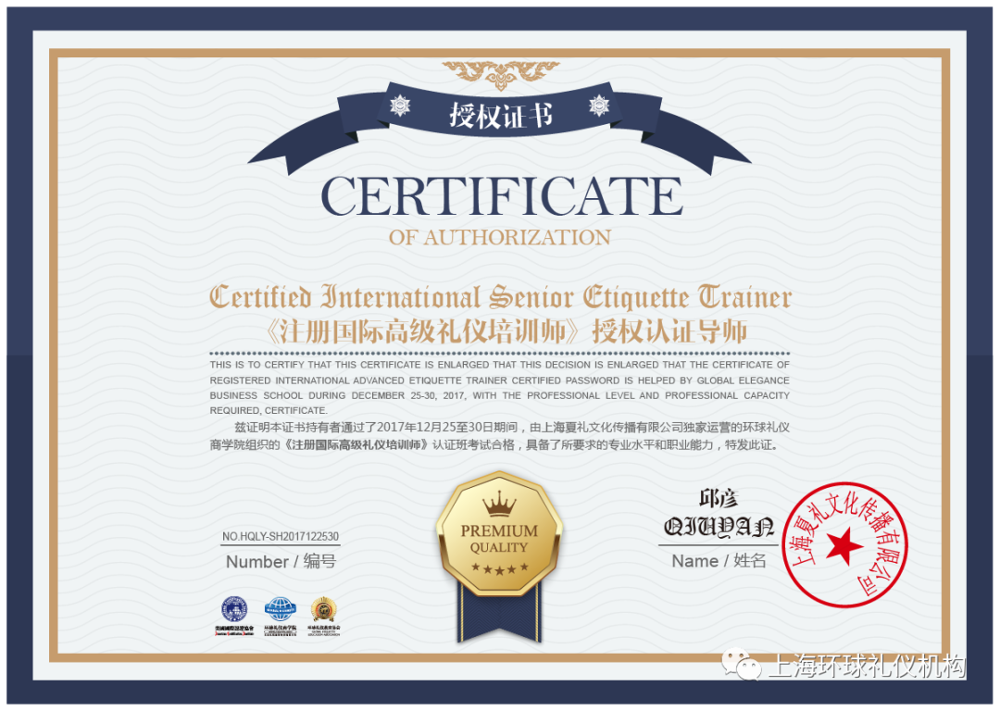 授权证书
CERTIFICATE
OF AUTHORIZATION
Certified International Senior Etiquette Trainer
《注册国际高级礼仪培训师》授权认证导师
THIS IS TO CERTIFY THAT THIS CERTIFICATE IS ENLARGED THAT THIS DECISION IS ENLARGED THAT THE CERTIFICATE OF
REGISTERED INTERNATIONAL ADVANCED ETIQUETTE TRAINER CERTIFIED PASSWORD IS HELPED BY GLOBAL ELEGANCE
BUSINESS SCHOOL DURING DECEMBER 25-30, 2017, WITH THE PROFESSIONAL LEVEL AND PROFESSIONAL CAPACITY
REQUIRED, CERTIFICATE.
兹证明本证书持有者通过了2017年12月25至30日期间，由上海夏礼文化传播有限公司独家运营的环球礼仪
商学院组织的《注册国际高级礼仪培训师》认证班考试合格，具备了所要求的专业水平和职业能力，特发此证。
PREMIUM
QUALITY
NO.HQLY-SH2017122530
Number / 编号
邱彦
QIUYAN
Name / 姓名
上海夏礼文化传播有限公司
环球礼仪商学院
上海环球礼仪机构